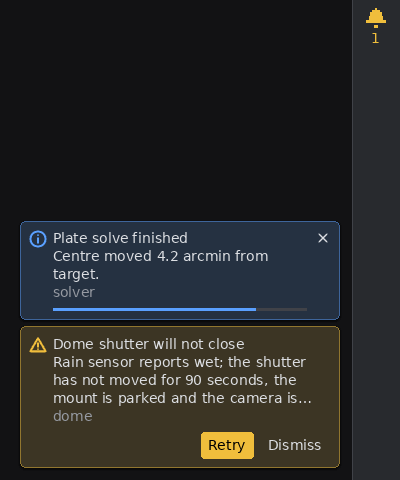 1
Plate solve finished
Centre moved 4.2 arcmin from
target.
solver
Dome shutter will not close
Rain sensor reports wet; the shutter
has not moved for 90 seconds, the
mount is parked and the camera is…
dome
Retry Dismiss